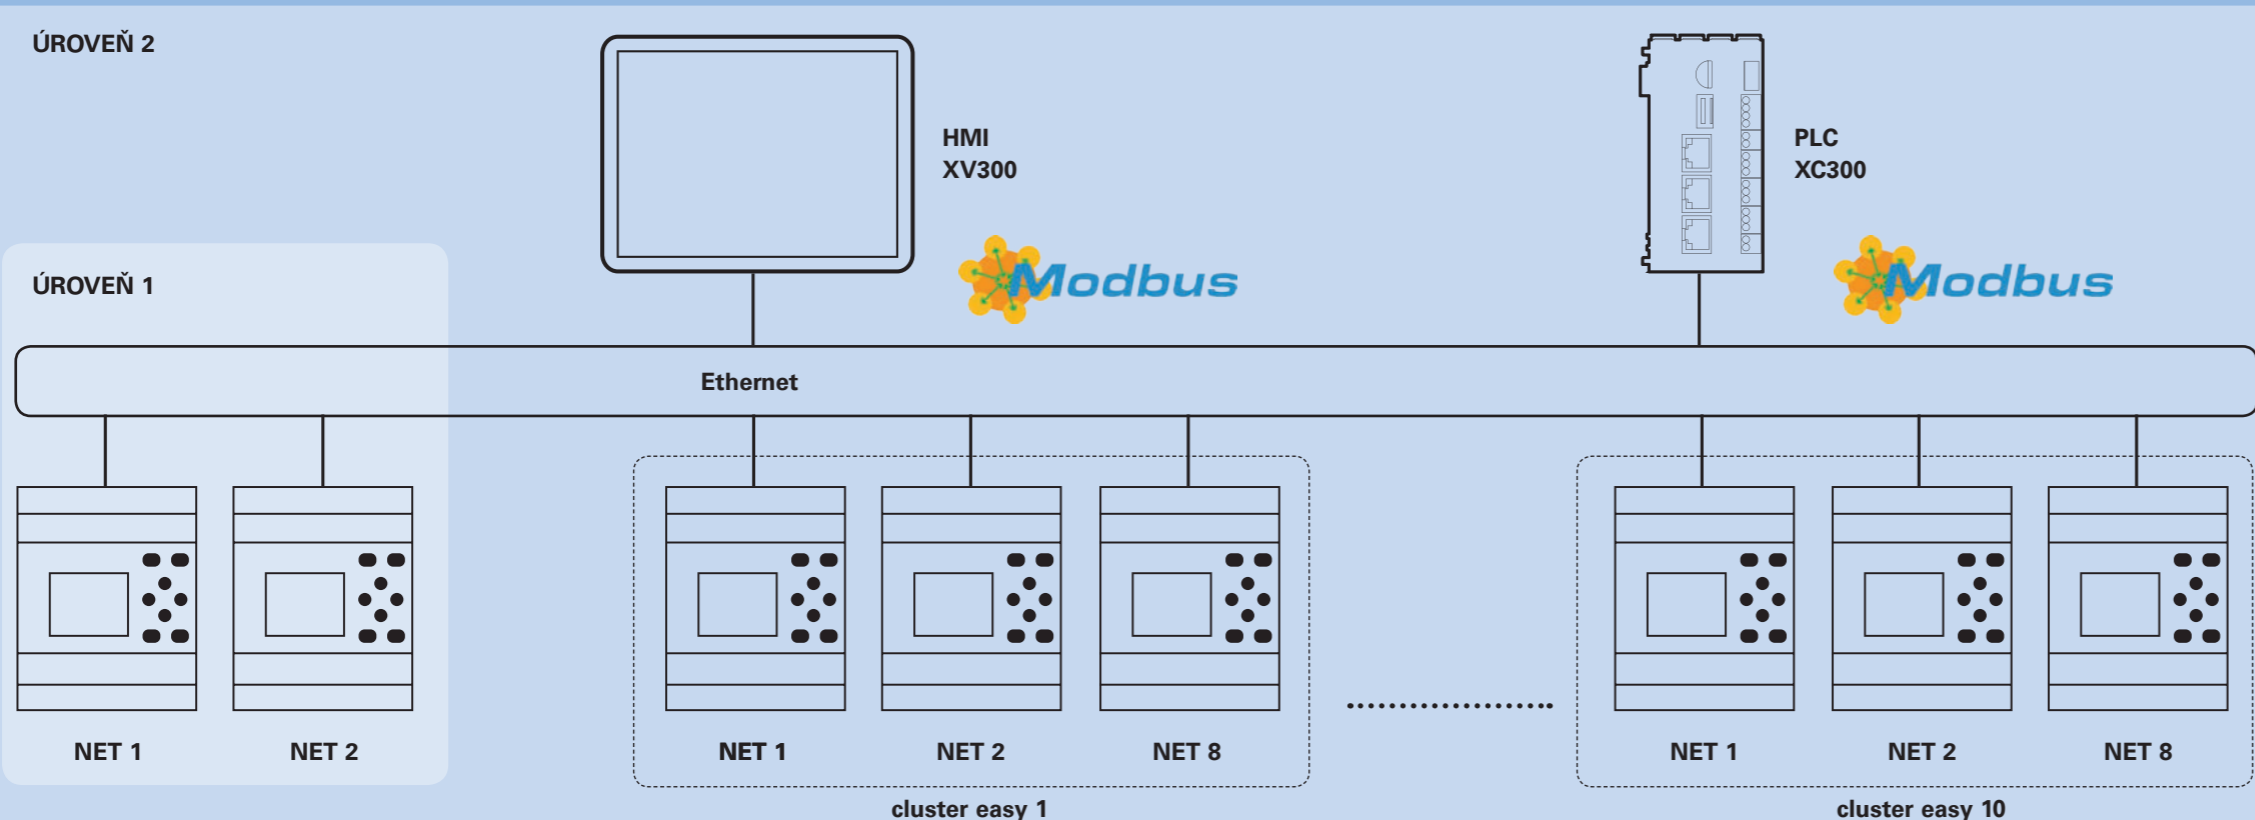 ÚROVEŇ 2
HMI
XV300
PLC
XC300
Modbus
Modbus
ÚROVEŇ 1
Ethernet
NET 1
NET 2
NET 1
NET 2
NET 8
NET 1
NET 2
NET 8
cluster easy 1
cluster easy 10